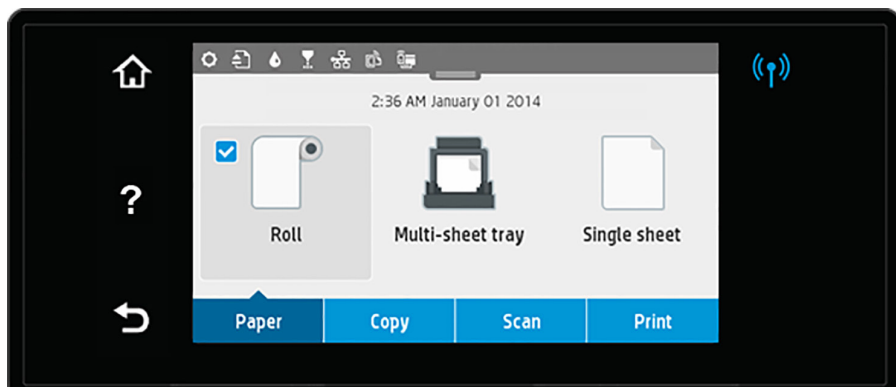 2:36 AM January 01 2014
?
Roll Multi-sheet tray Single sheet
Paper Copy Scan Print